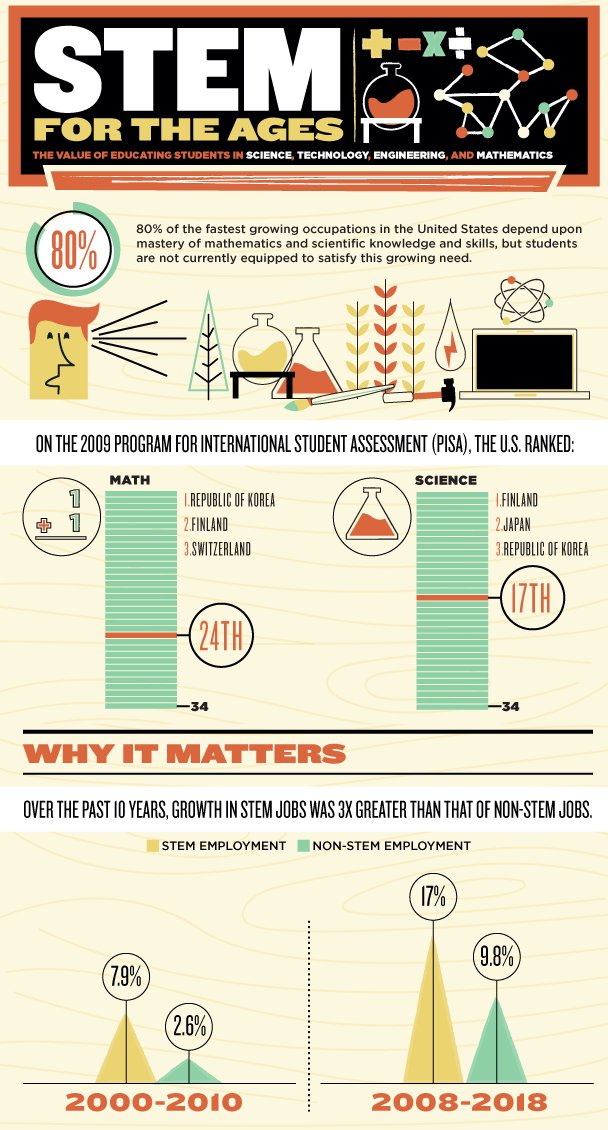 STEM
FOR THE AGES
THE VALUE OF EDUCATING STUDENTS IN SCIENCE, TECHNOLOGY, ENGINEERING, AND MATHEMATICS
80%
80% of the fastest growing occupations in the United States depend upon
mastery of mathematics and scientific knowledge and skills, but students
are not currently equipped to satisfy this growing need.
ON THE 2009 PROGRAM FOR INTERNATIONAL STUDENT ASSESSMENT (PISA), THE U.S. RANKED:
MATH
1
+ 1
1.REPUBLIC OF KOREA
2.FINLAND
3.SWITZERLAND
24TH
34
SCIENCE
1.FINLAND
2.JAPAN
3.REPUBLIC OF KOREA
17TH
34
WHY IT MATTERS
OVER THE PAST 10 YEARS, GROWTH IN STEM JOBS WAS 3X GREATER THAN THAT OF NON-STEM JOBS.
STEM EMPLOYMENT
NON-STEM EMPLOYMENT
7.9%
2.6%
2000-2010
17%
9.8%
2008-2018